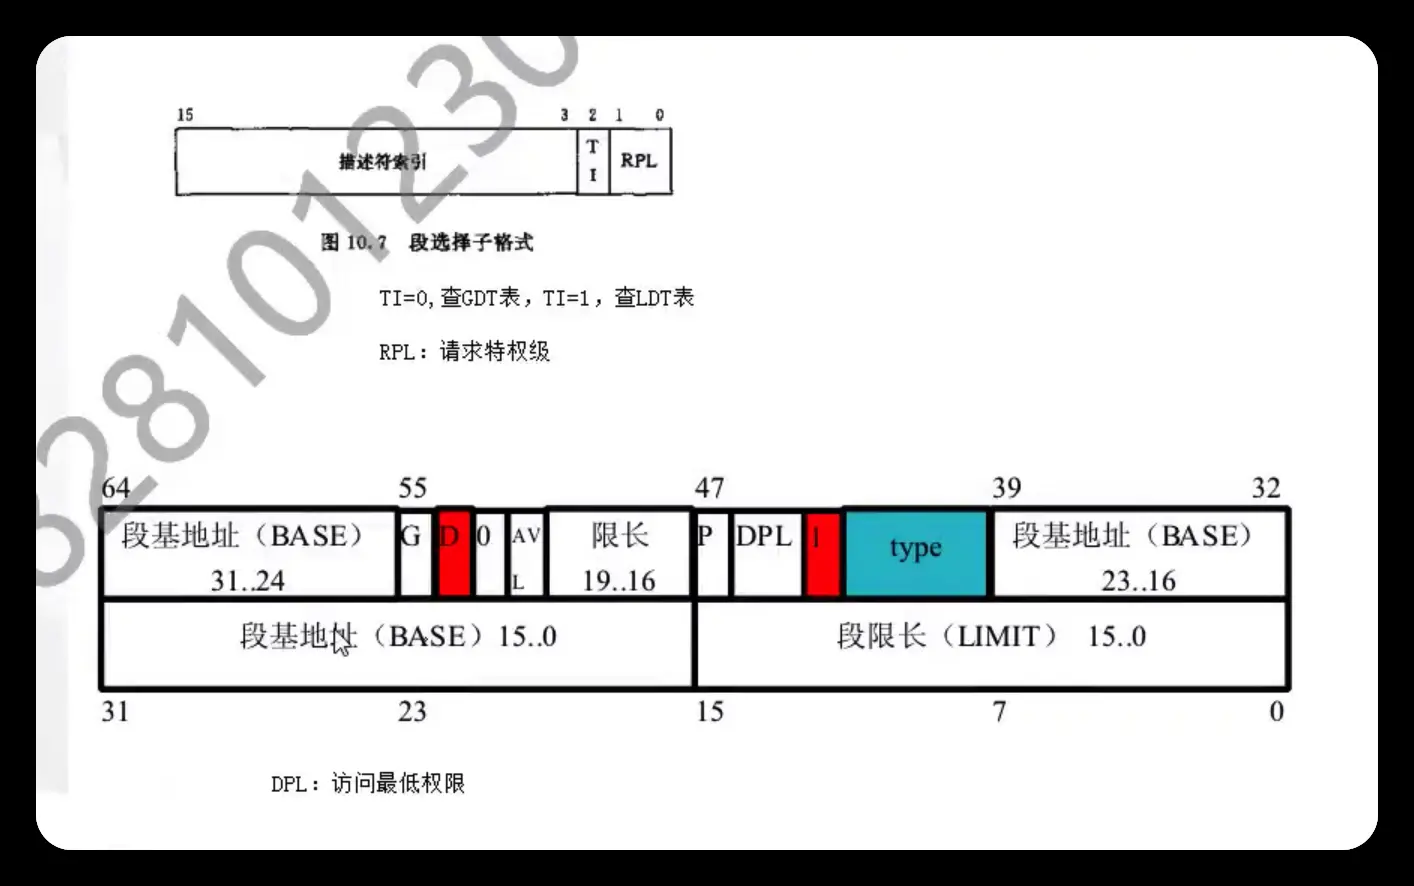 15 3 2 1 0
描述符索引 TI RPL
图 10.7 段选择子格式
TI=0,查GDT表，TI=1，查LDT表
RPL：请求特权级
628101230
64 55 47 39 32
段基地址（BASE） G D 0 AV 限长 P DPL 1 type 段基地址（BASE）
31..24 L 19..16 23..16
段基地址（BASE）15..0 段限长（LIMIT） 15..0
31 23 15 7 0
DPL：访问最低权限